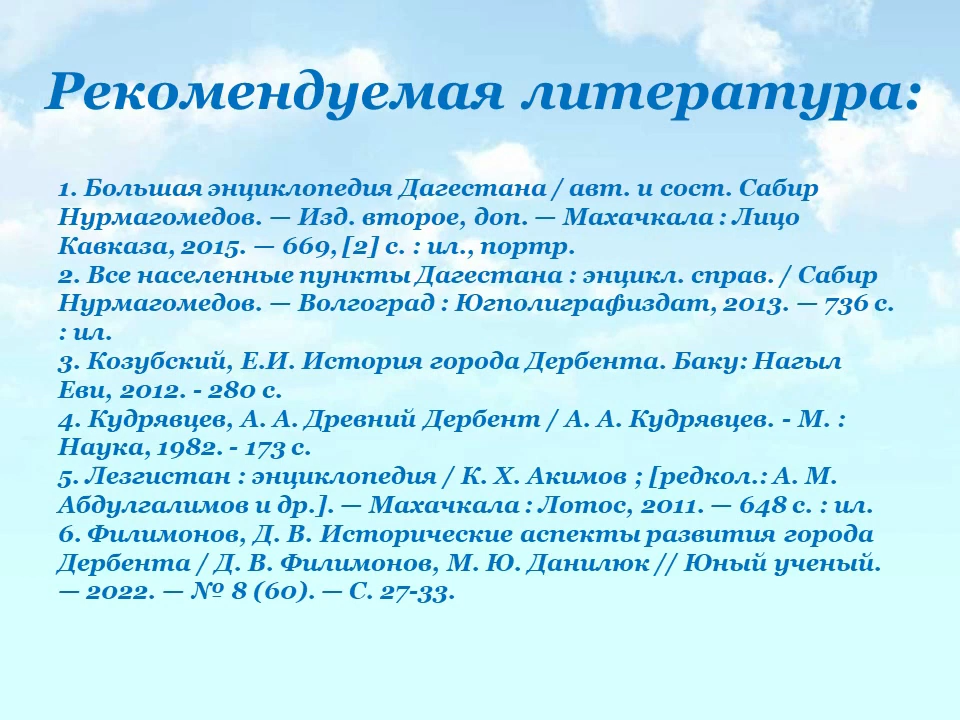 Рекомендуемая литература:
1. Большая энциклопедия Дагестана / авт. и сост. Сабир
Нурмагомедов. — Изд. второе, доп. — Махачкала : Лицо
Кавказа, 2015. — 669, [2] с. : ил., портр.
2. Все населенные пункты Дагестана : энцикл. справ. / Сабир
Нурмагомедов. — Волгоград : Югполиграфиздат, 2013. — 736 с.
: ил.
3. Козубский, Е.И. История города Дербента. Баку: Нагыл
Еви, 2012. - 280 с.
4. Кудрявцев, А. А. Древний Дербент / А. А. Кудрявцев. - М. :
Наука, 1982. - 173 с.
5. Лезгистан : энциклопедия / К. Х. Акимов ; [редкол.: А. М.
Абдулгалимов и др.]. — Махачкала : Лотос, 2011. — 648 с. : ил.
6. Филимонов, Д. В. Исторические аспекты развития города
Дербента / Д. В. Филимонов, М. Ю. Данилюк // Юный ученый.
— 2022. — № 8 (60). — С. 27-33.